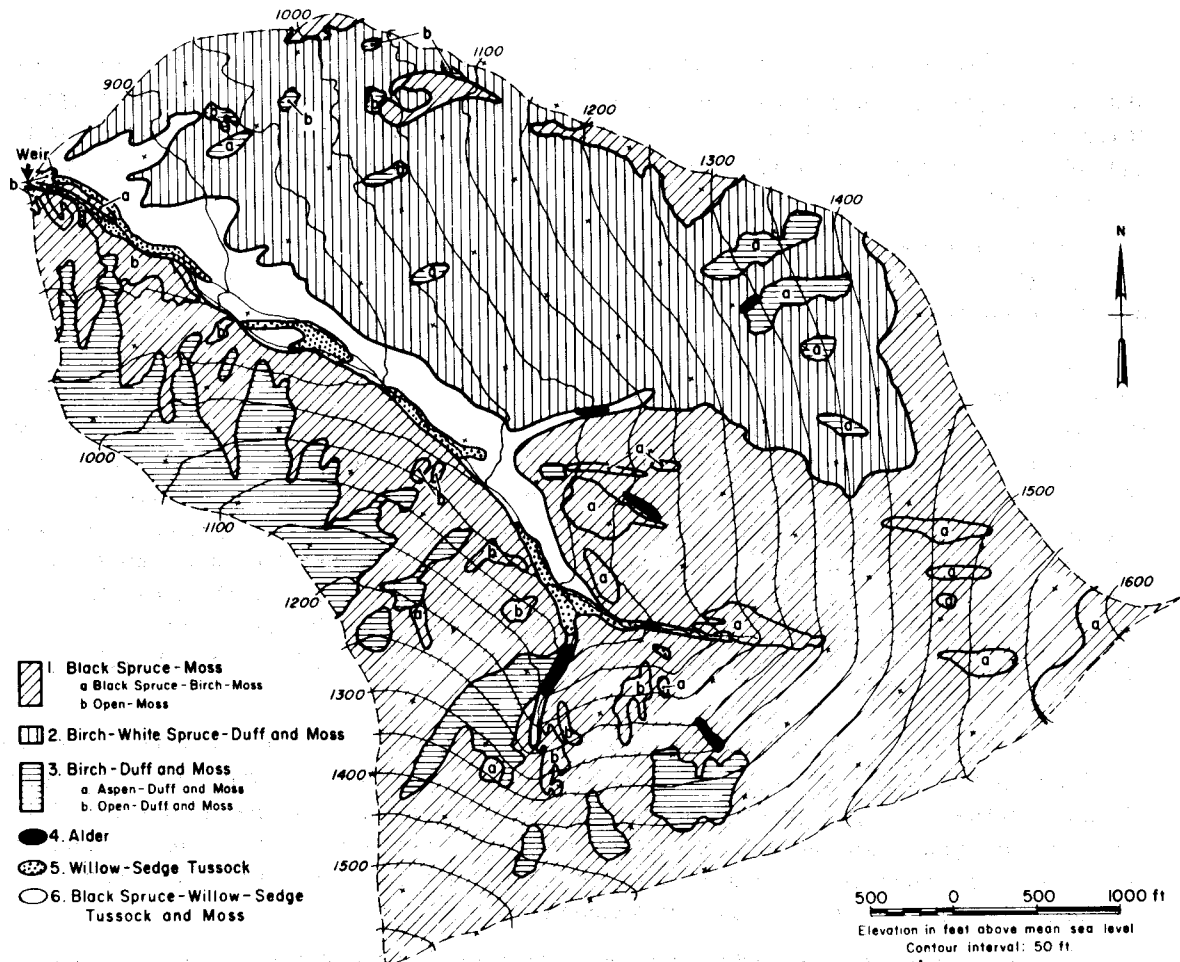 1000
b
1100
900
b
1200
a
Weir
1300
b
a
1400
a
b
a
a
N
a
b
a
a
1000
a
1500
a
a
1100
b
a
a
a
1200
b
a
a
1600
a
a
a
1. Black Spruce-Moss
a Black Spruce-Birch-Moss
b Open-Moss
b
a
1300
2. Birch-White Spruce-Duff and Moss
b
b
3. Birch-Duff and Moss
a. Aspen-Duff and Moss
b. Open-Duff and Moss
1400
a
4. Alder
5. Willow-Sedge Tussock
1500
6. Black Spruce-Willow-Sedge
Tussock and Moss
500 0 500 1000 ft
Elevation in feet above mean sea level
Contour interval: 50 ft.